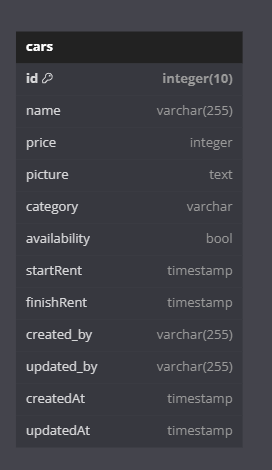 cars
id integer(10)
name varchar(255)
price integer
picture text
category varchar
availability bool
startRent timestamp
finishRent timestamp
created_by varchar(255)
updated_by varchar(255)
createdAt timestamp
updatedAt timestamp